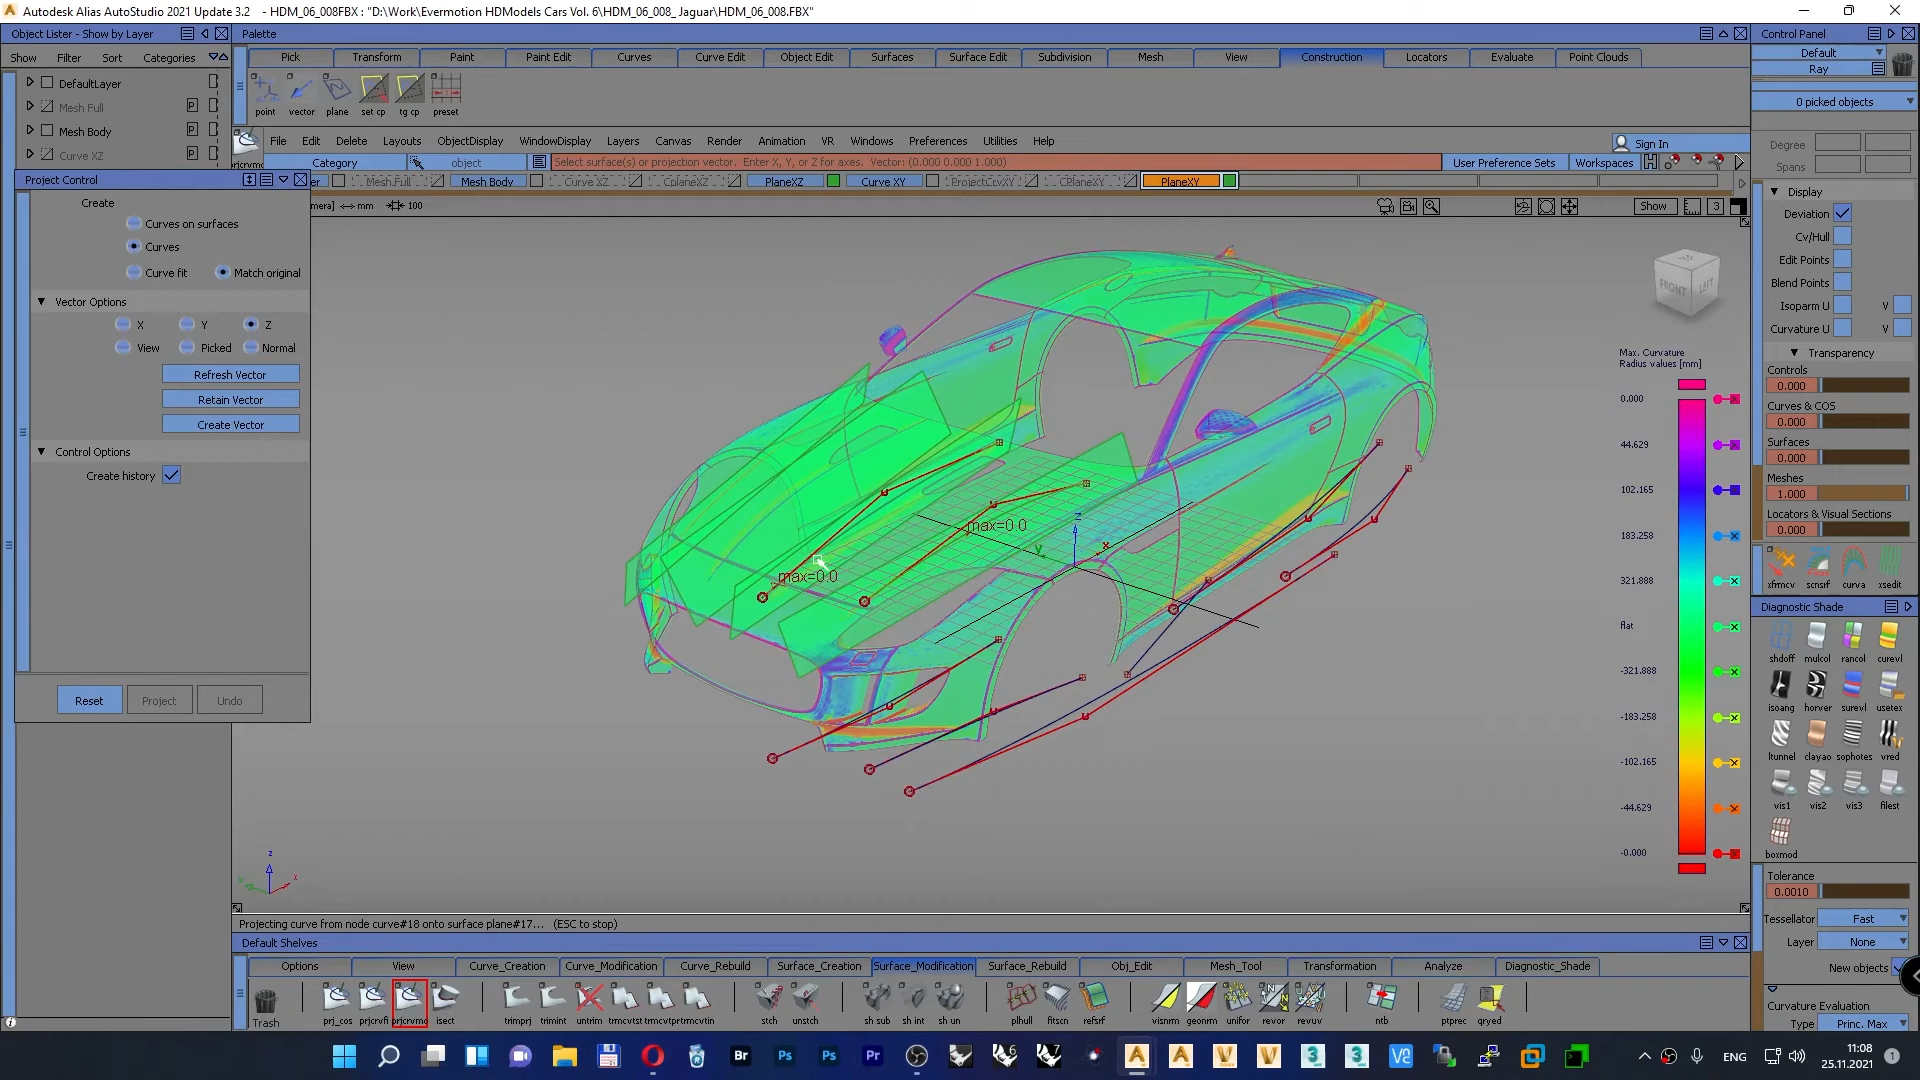 Autodesk Alias AutoStudio 2021 Update 3.2 - HDM_06_008FBX : "D:\Work\Evermotion HDModels Cars Vol. 6\HDM_06_008_ Jaguar\HDM_06_008.FBX"
Object Lister - Show by Layer
Palette
Control Panel
Show Filter Sort Categories
Pick Transform Paint Paint Edit Curves Curve Edit Object Edit Surfaces Surface Edit Subdivision Mesh View Construction Locators Evaluate Point Clouds
Default
Ray
DefaultLayer
Mesh Full P
Mesh Body P
Curve XZ P
point vector plane set cp tg cp preset
0 picked objects
File Edit Delete Layouts ObjectDisplay WindowDisplay Layers Canvas Render Animation VR Windows Preferences Utilities Help
Sign In
Degree
Spans
Category object
Select surface(s) or projection vector. Enter X, Y, or Z for axes. Vector: (0.000 0.000 1.000)
User Preference Sets Workspaces
Mesh Full Mesh Body Curve XZ CplaneXZ PlaneXZ Curve XY ProjectCrvXY CPlaneXY PlaneXY
mm 100
Show 3
Project Control
Create
Curves on surfaces
Curves
Curve fit Match original
Vector Options
X Y Z
View Picked Normal
Refresh Vector
Retain Vector
Create Vector
Control Options
Create history
Reset Project Undo
FRONT LEFT
max=0.0
max=0.0
z
y x
z
y x
Max. Curvature
Radius values [mm]
0.000
44.629
102.165
183.258
321.888
flat
-321.888
-183.258
-102.165
-44.629
-0.000
Display
Deviation
Cv/Hull
Edit Points
Blend Points
Isoparm U V
Curvature U V
Transparency
Controls
0.000
Curves & COS
0.000
Surfaces
0.000
Meshes
1.000
Locators & Visual Sections
0.000
xfrmcv scnsrf curva xsedit
Diagnostic Shade
shdoff mulcol rancol curevl
isoang horver surevl usetex
ltunnel clayao sophotes vred
vis1 vis2 vis3 filest
boxmod
Tolerance
0.0010
Tessellator Fast
Layer None
New objects
Curvature Evaluation
Type Princ. Max
Projecting curve from node curve#18 onto surface plane#17... (ESC to stop)
Default Shelves
Options View Curve_Creation Curve_Modification Curve_Rebuild Surface_Creation Surface_Modification Surface_Rebuild Obj_Edit Mesh_Tool Transformation Analyze Diagnostic_Shade
Trash prj_cos prjcrvfi prjcrvmo isect trimprj trimint untrim stch unstch sh sub sh int sh un plhull fitscn refsrf visnrm geonrm unifor revor revuv ntb ptprec qryed
Br Ps Ps Pr
ENG
11:08
25.11.2021
1